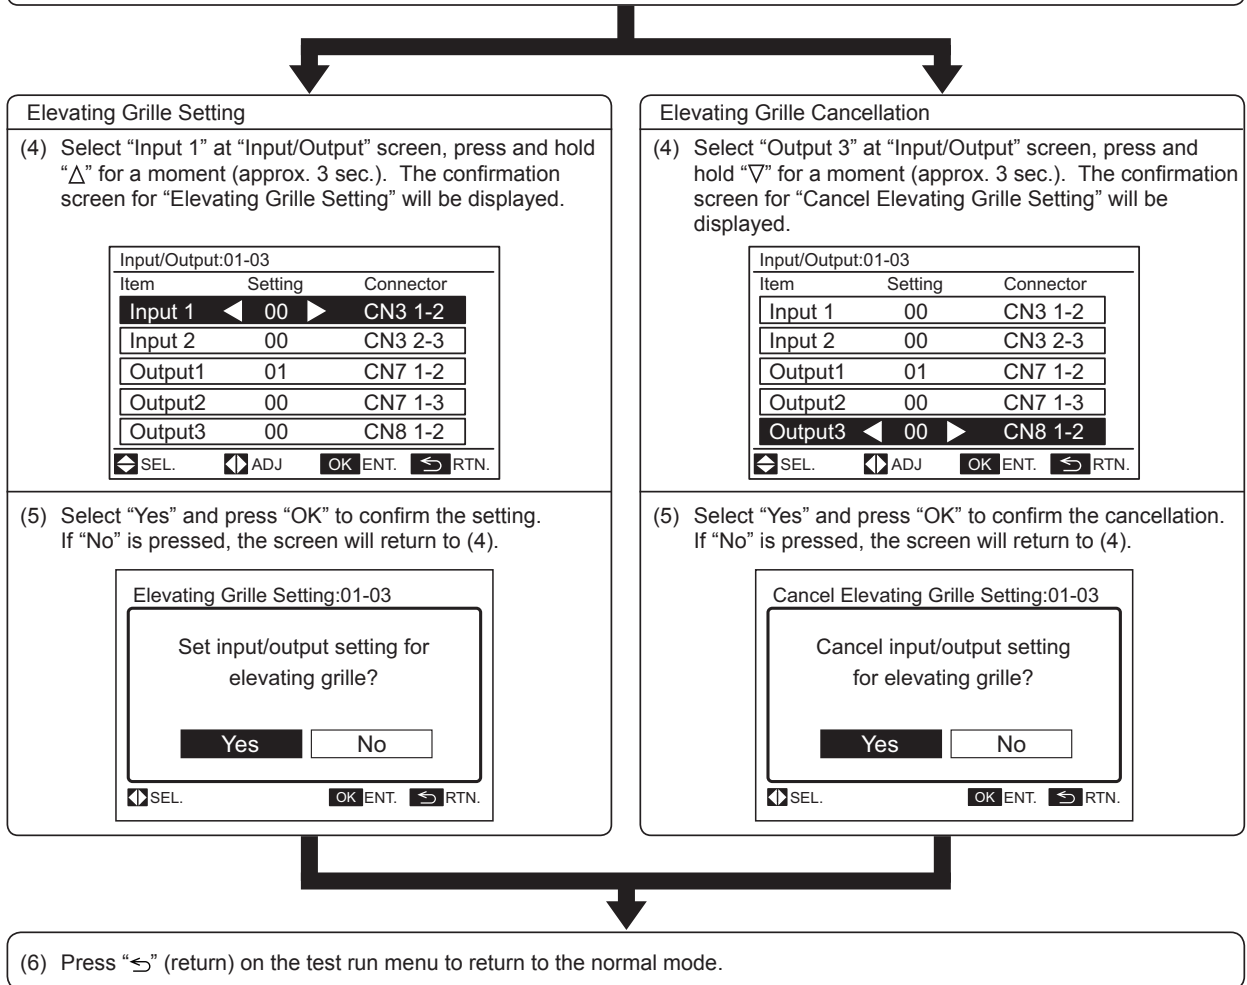 Elevating Grille Setting
(4) Select “Input 1” at “Input/Output” screen, press and hold
“△” for a moment (approx. 3 sec.). The confirmation
screen for “Elevating Grille Setting” will be displayed.
Input/Output:01-03
Item Setting Connector
Input 1 ◀ 00 ▶ CN3 1-2
Input 2 00 CN3 2-3
Output1 01 CN7 1-2
Output2 00 CN7 1-3
Output3 00 CN8 1-2
SEL. ADJ OK ENT. RTN.
(5) Select “Yes” and press “OK” to confirm the setting.
If “No” is pressed, the screen will return to (4).
Elevating Grille Setting:01-03
Set input/output setting for
elevating grille?
Yes No
SEL. OK ENT. RTN.
Elevating Grille Cancellation
(4) Select “Output 3” at “Input/Output” screen, press and
hold “▽” for a moment (approx. 3 sec.). The confirmation
screen for “Cancel Elevating Grille Setting” will be
displayed.
Input/Output:01-03
Item Setting Connector
Input 1 00 CN3 1-2
Input 2 00 CN3 2-3
Output1 01 CN7 1-2
Output2 00 CN7 1-3
Output3 ◀ 00 ▶ CN8 1-2
SEL. ADJ OK ENT. RTN.
(5) Select “Yes” and press “OK” to confirm the cancellation.
If “No” is pressed, the screen will return to (4).
Cancel Elevating Grille Setting:01-03
Cancel input/output setting
for elevating grille?
Yes No
SEL. OK ENT. RTN.
(6) Press “⮌” (return) on the test run menu to return to the normal mode.